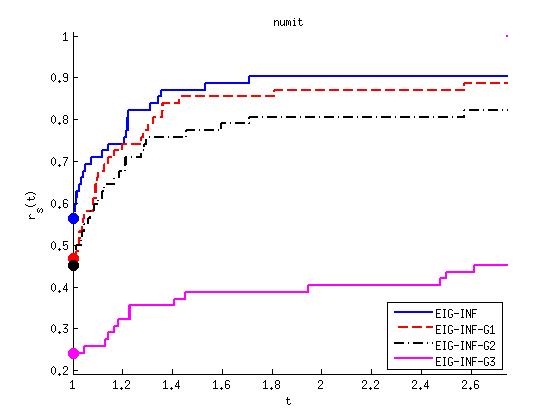 numit
1
0.9
0.8
0.7
0.6
0.5
0.4
0.3
0.2
r_s(t)
EIG-INF
EIG-INF-G1
EIG-INF-G2
EIG-INF-G3
1 1.2 1.4 1.6 1.8 2 2.2 2.4 2.6
t